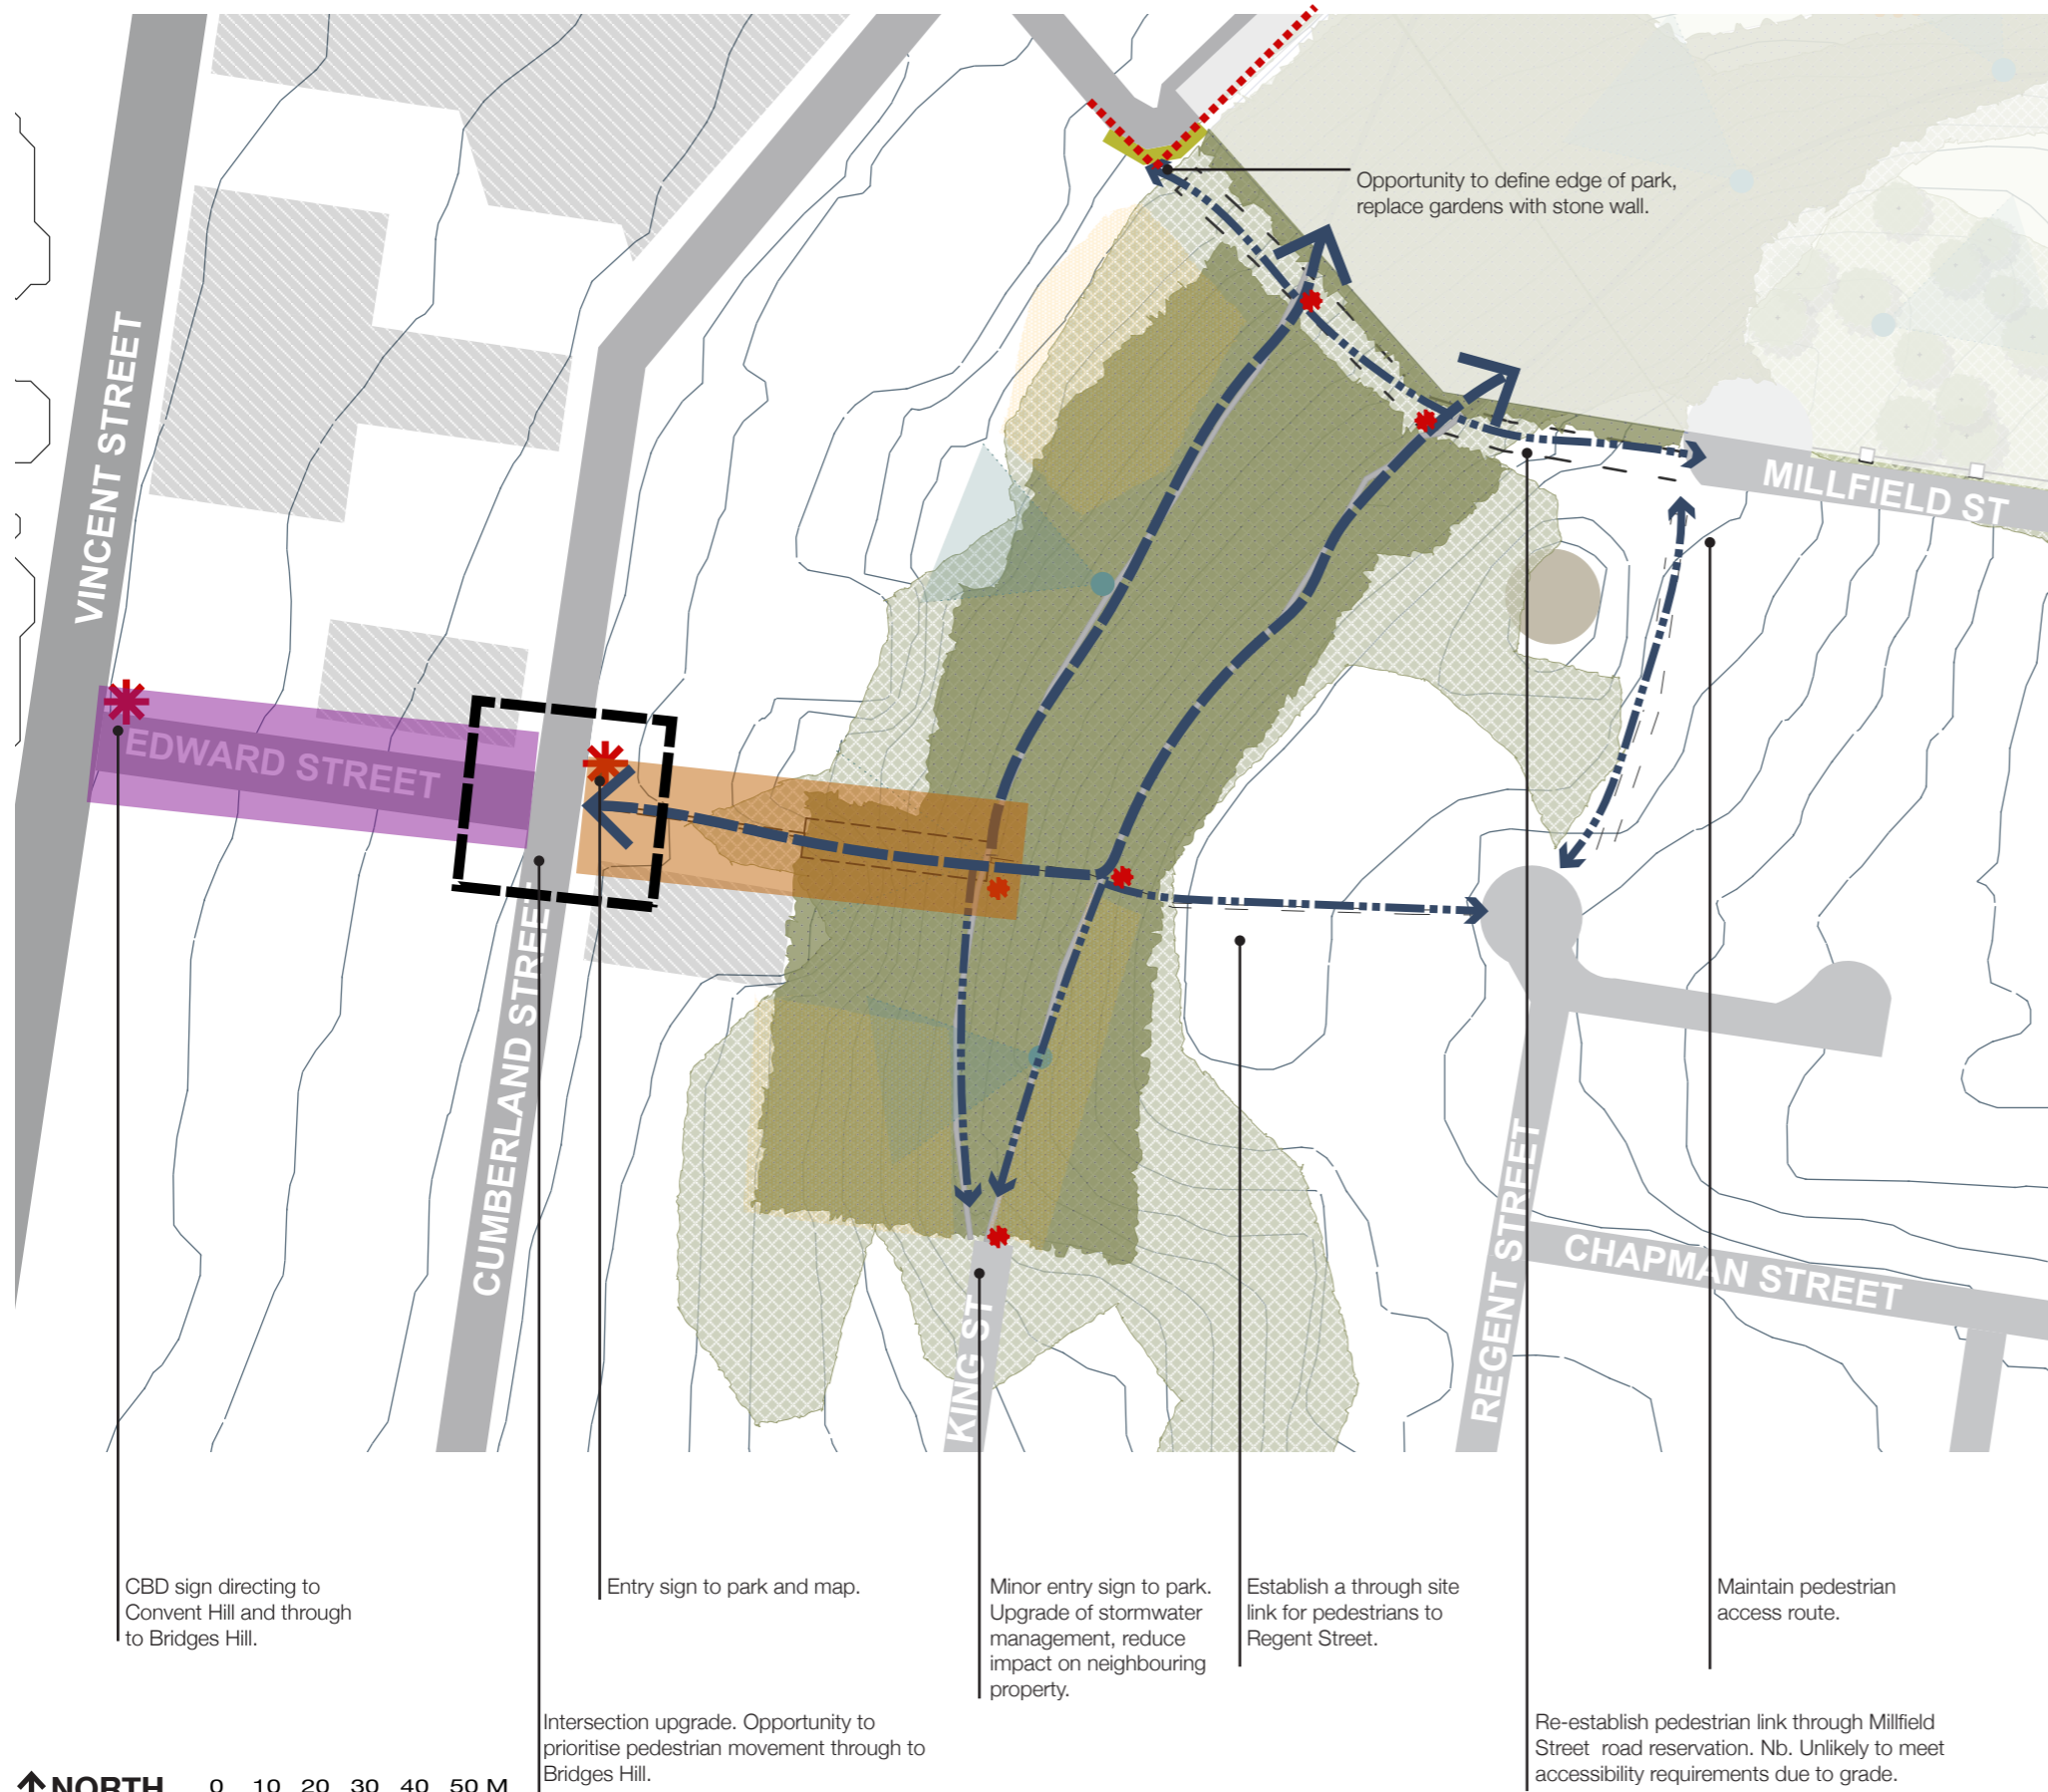 Opportunity to define edge of park,
replace gardens with stone wall.
VINCENT STREET
MILLFIELD ST
EDWARD STREET
CUMBERLAND STREET
KING ST
REGENT STREET
CHAPMAN STREET
CBD sign directing to
Convent Hill and through
to Bridges Hill.
Entry sign to park and map.
Minor entry sign to park.
Upgrade of stormwater
management, reduce
impact on neighbouring
property.
Establish a through site
link for pedestrians to
Regent Street.
Maintain pedestrian
access route.
Intersection upgrade. Opportunity to
prioritise pedestrian movement through to
Bridges Hill.
Re-establish pedestrian link through Millfield
Street road reservation. Nb. Unlikely to meet
accessibility requirements due to grade.
NORTH 0 10 20 30 40 50 M